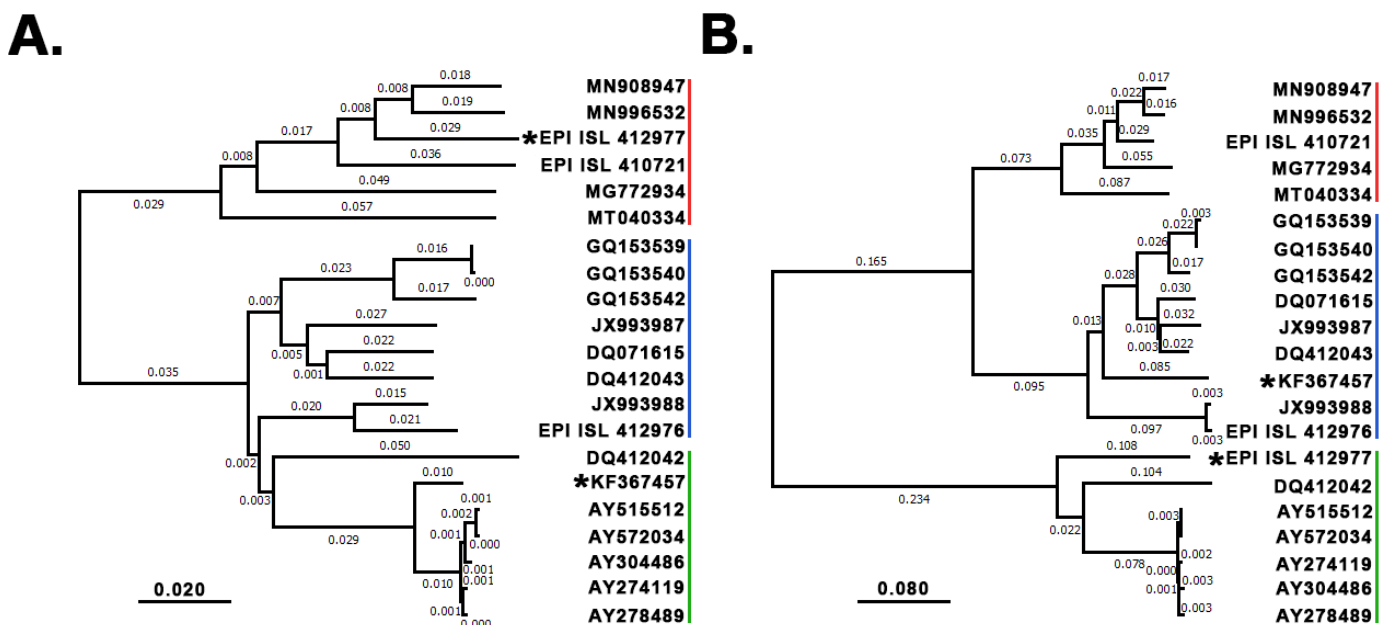 A.
0.018
MN908947
0.008
0.019
MN996532
0.008
0.029
*EPI ISL 412977
0.017
0.036
EPI ISL 410721
0.008
0.049
MG772934
0.029
0.057
MT040334
0.016
GQ153539
0.023
0.000
GQ153540
0.017
GQ153542
0.007
0.027
JX993987
0.005
0.022
DQ071615
0.001
0.022
DQ412043
0.035
0.015
JX993988
0.020
0.021
EPI ISL 412976
0.002
0.050
DQ412042
0.003
0.010
*KF367457
0.029
0.001
AY515512
0.002
0.000
AY572034
0.001
0.001
AY304486
0.010
0.001
AY274119
0.001
0.000
AY278489
0.020
B.
0.017
MN908947
0.022
0.016
MN996532
0.011
0.029
EPI ISL 410721
0.035
0.055
MG772934
0.073
0.087
MT040334
0.003
GQ153539
0.022
GQ153540
0.026
0.017
GQ153542
0.028
0.030
DQ071615
0.010
0.032
JX993987
0.003
0.022
DQ412043
0.013
0.085
*KF367457
0.165
0.095
0.003
JX993988
0.097
0.003
EPI ISL 412976
0.108
*EPI ISL 412977
0.234
0.104
DQ412042
0.022
0.003
AY515512
AY572034
0.078
0.002
AY274119
0.000
0.003
AY304486
0.001
0.003
AY278489
0.080